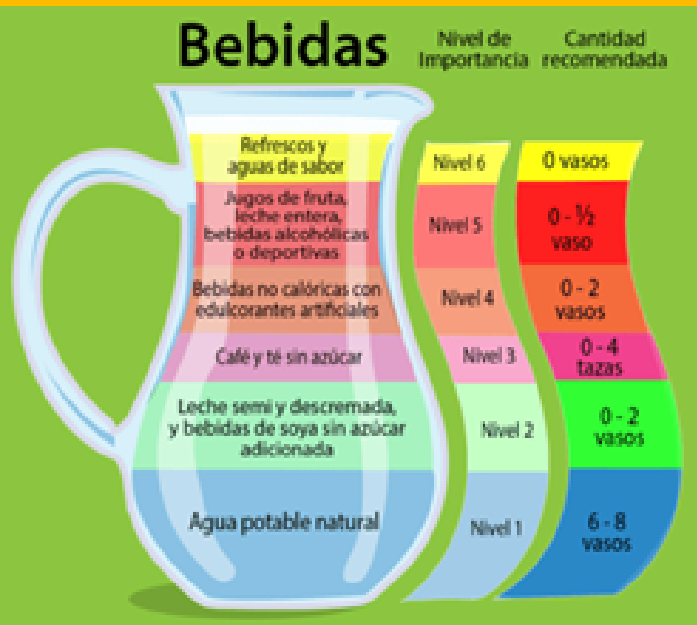 Bebidas
Nivel de
Importancia
Cantidad
recomendada
Refrescos y
aguas de sabor
Nivel 6
0 vasos
Jugos de fruta,
leche entera,
bebidas alcohólicas
o deportivas
Nivel 5
0 - ½
vaso
Bebidas no calóricas con
edulcorantes artificiales
Nivel 4
0 - 2
vasos
Café y té sin azúcar
Nivel 3
0 - 4
tazas
Leche semi y descremada,
y bebidas de soya sin azúcar
adicionada
Nivel 2
0 - 2
vasos
Agua potable natural
Nivel 1
6 - 8
vasos